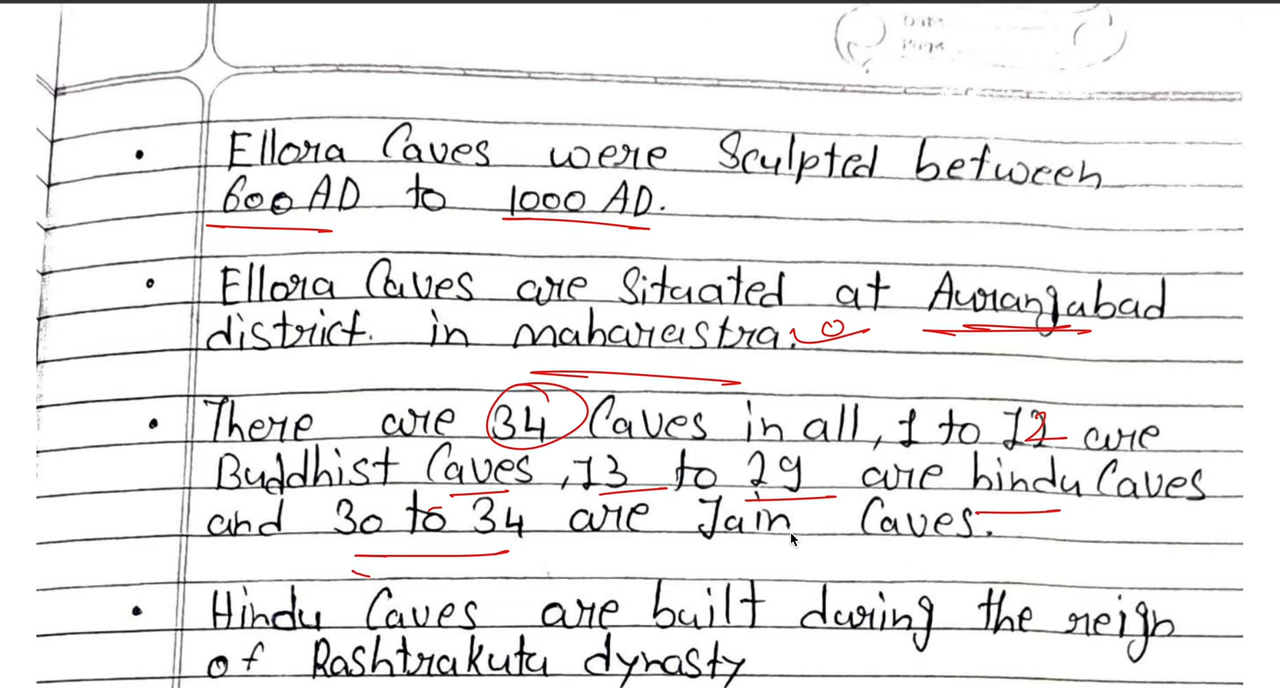 Date
Page
Ellora Caves were Sculpted between
600 AD to 1000 AD.
Ellora Caves are Situated at Aurangabad
district. in maharastra.
There are 34 Caves in all, 1 to 12 are
Buddhist Caves, 13 to 29 are hindu Caves
and 30 to 34 are Jain Caves.
Hindu Caves are built during the reign
of Rashtrakuta dynasty